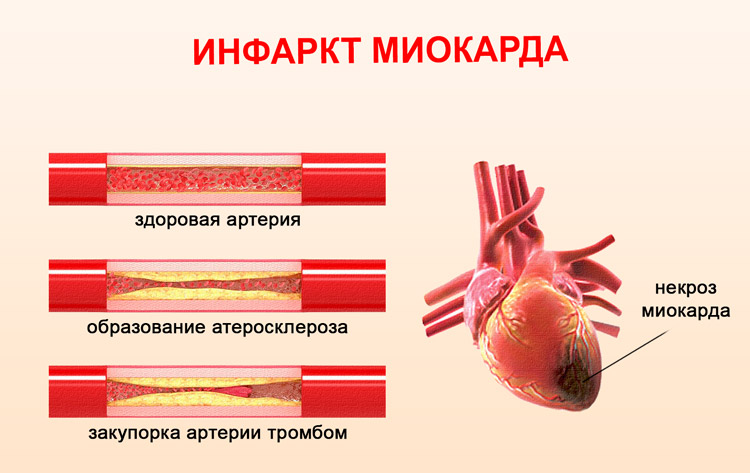 ИНФАРКТ МИОКАРДА
здоровая артерия
образование атеросклероза
закупорка артерии тромбом
некроз
миокарда